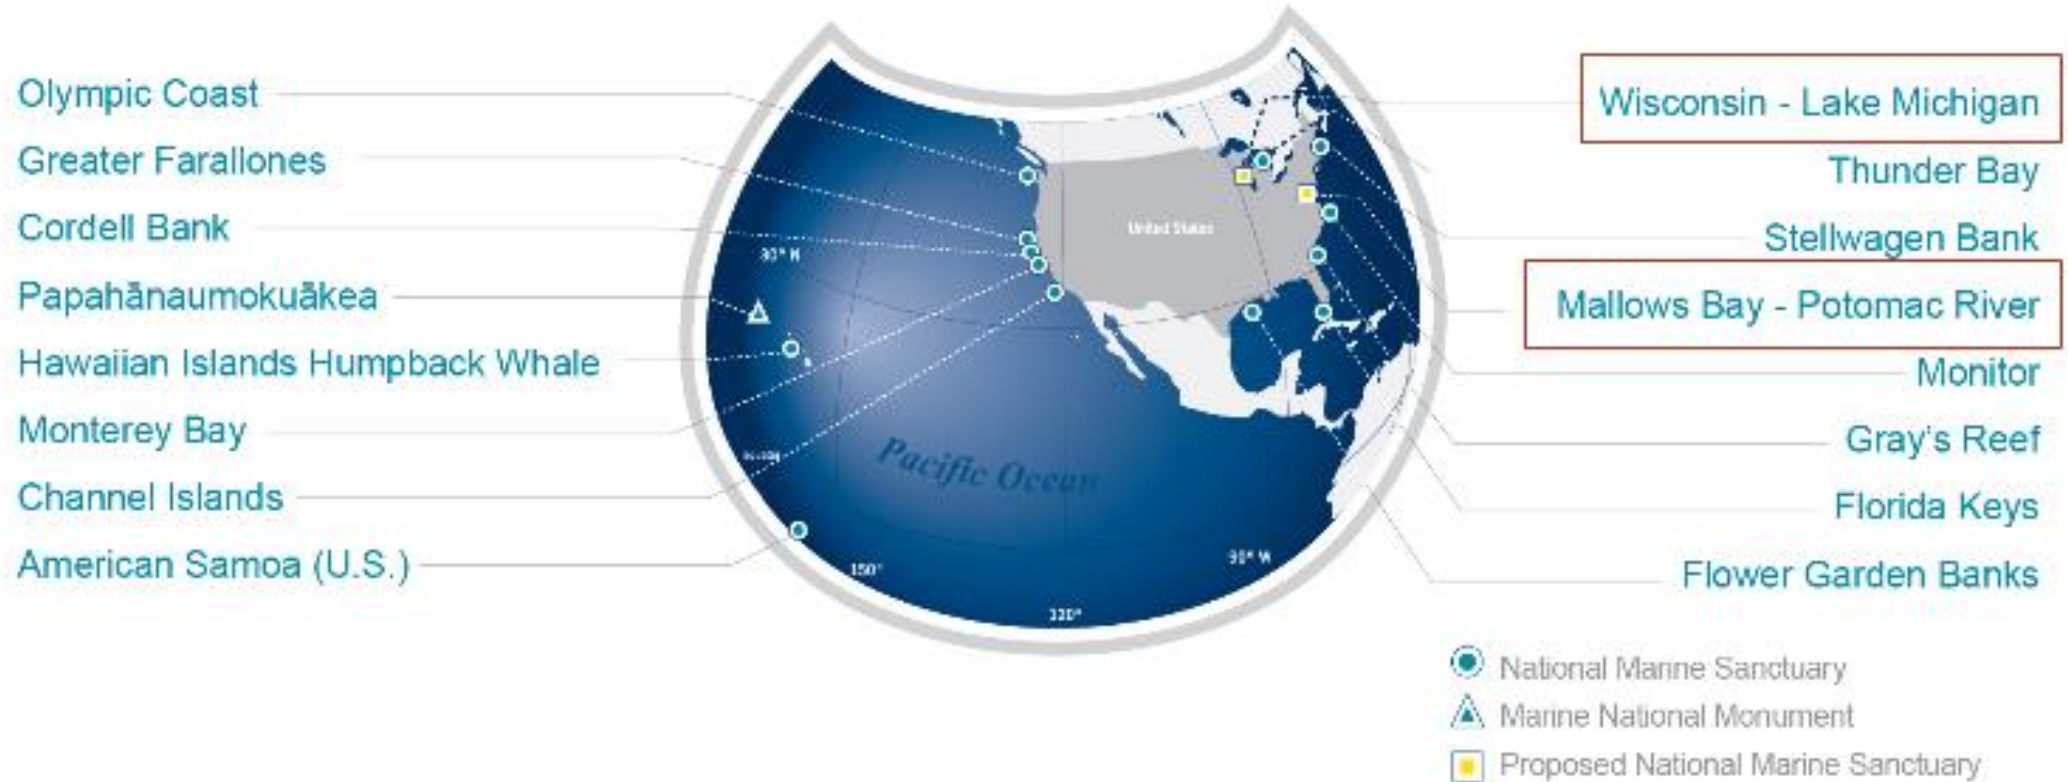 Olympic Coast
Greater Farallones
Cordell Bank
Papahānaumokuākea
Hawaiian Islands Humpback Whale
Monterey Bay
Channel Islands
American Samoa (U.S.)
United States
30° N
Pacific Ocean
150°
120°
90° W
Wisconsin - Lake Michigan
Thunder Bay
Stellwagen Bank
Mallows Bay - Potomac River
Monitor
Gray's Reef
Florida Keys
Flower Garden Banks
National Marine Sanctuary
Marine National Monument
Proposed National Marine Sanctuary